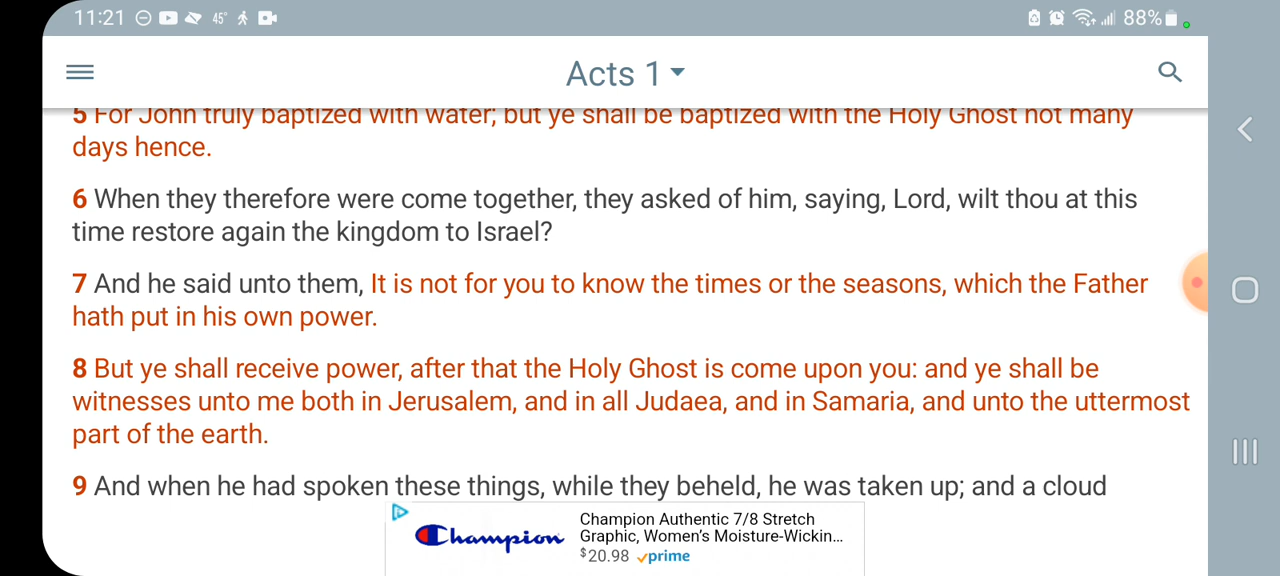 11:21 45° 88%
Acts 1
5 For John truly baptized with water; but ye shall be baptized with the Holy Ghost not many
days hence.
6 When they therefore were come together, they asked of him, saying, Lord, wilt thou at this
time restore again the kingdom to Israel?
7 And he said unto them, It is not for you to know the times or the seasons, which the Father
hath put in his own power.
8 But ye shall receive power, after that the Holy Ghost is come upon you: and ye shall be
witnesses unto me both in Jerusalem, and in all Judaea, and in Samaria, and unto the uttermost
part of the earth.
9 And when he had spoken these things, while they beheld, he was taken up; and a cloud
Champion
Champion Authentic 7/8 Stretch
Graphic, Women's Moisture-Wickin...
$20.98 prime